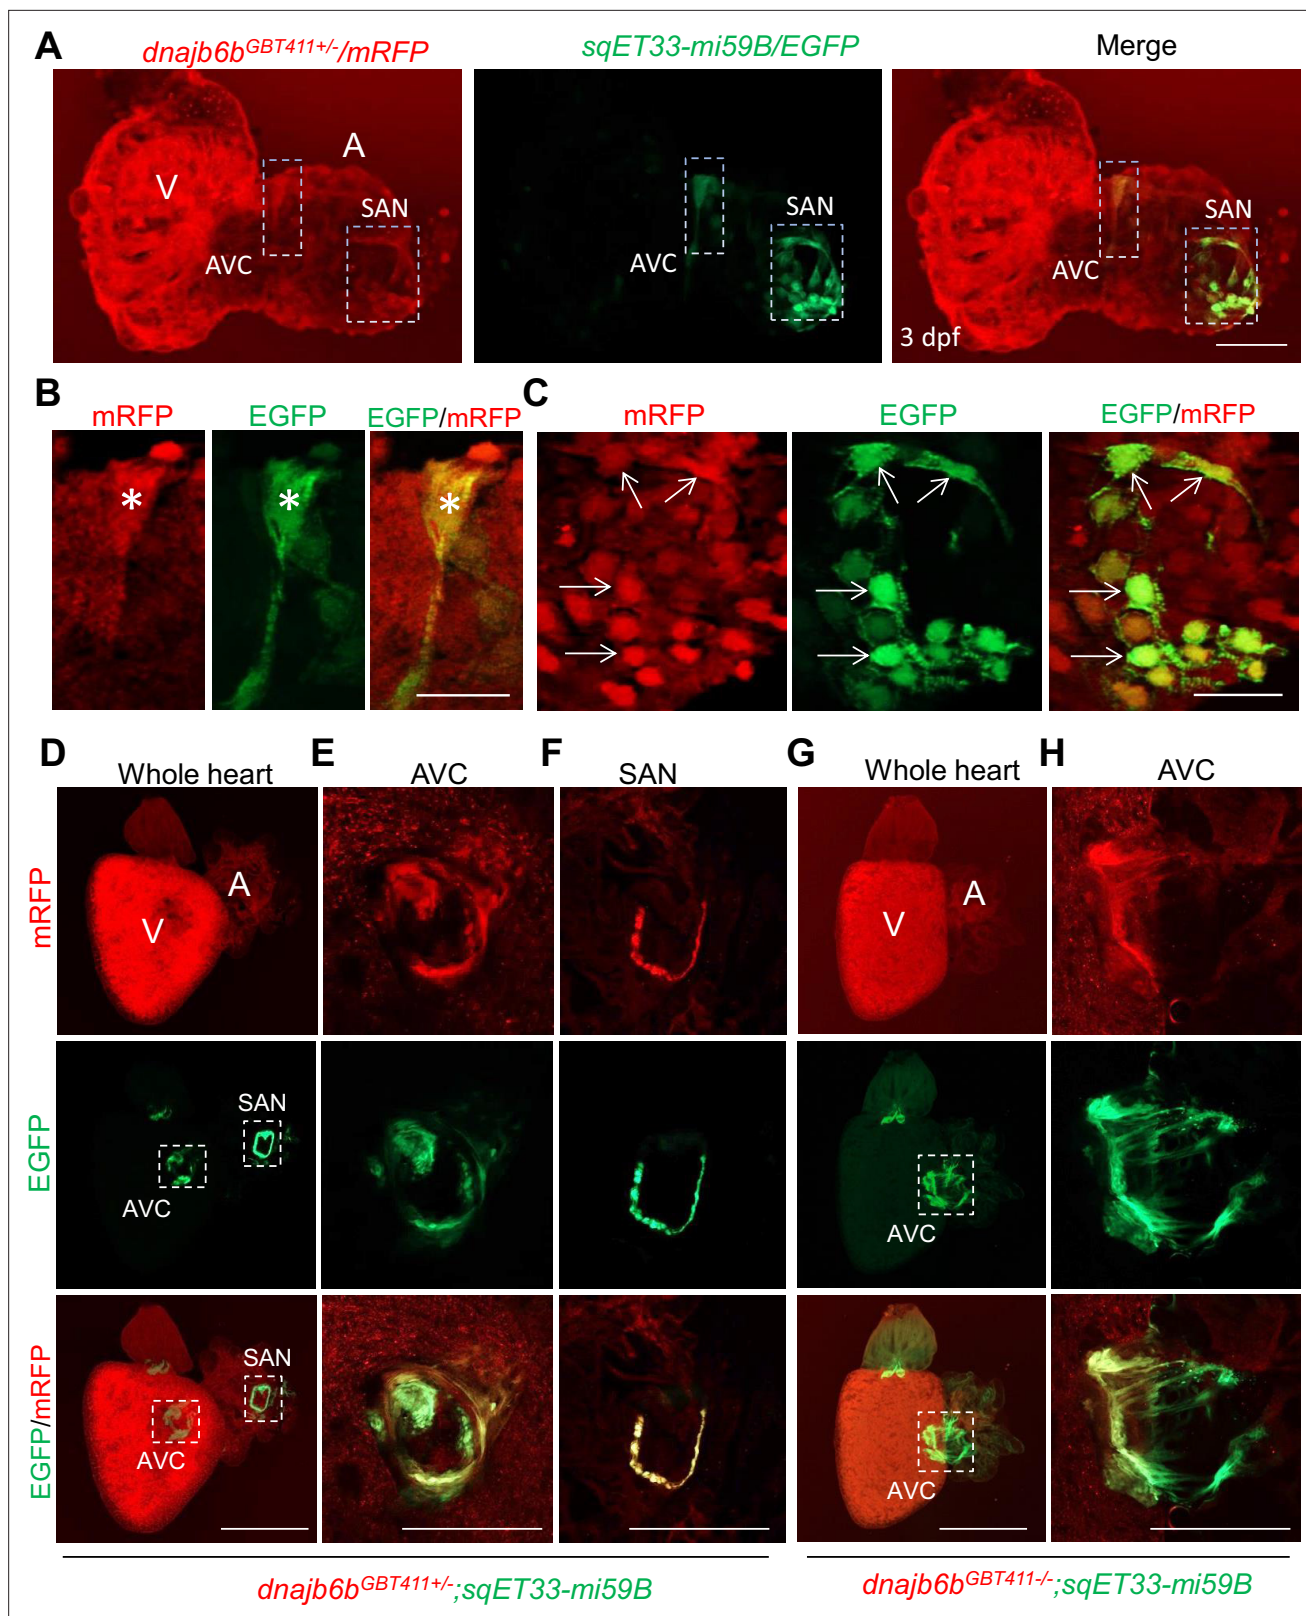 A
dnajb6b^GBT411+/-/mRFP
sqET33-mi59B/EGFP
Merge
V
A
SAN
AVC
SAN
AVC
SAN
AVC
3 dpf
B
mRFP
EGFP
EGFP/mRFP
*
*
*
C
mRFP
EGFP
EGFP/mRFP
D
Whole heart
E
AVC
F
SAN
G
Whole heart
H
AVC
mRFP
V
A
V
A
EGFP
SAN
AVC
AVC
EGFP/mRFP
SAN
AVC
AVC
dnajb6b^GBT411+/-;sqET33-mi59B
dnajb6b^GBT411-/-;sqET33-mi59B